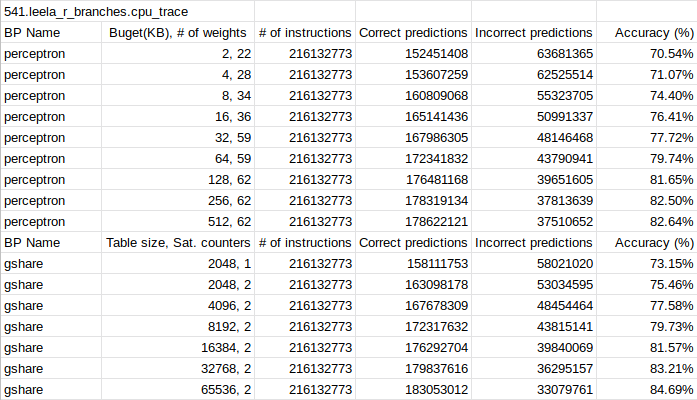 541.leela_r_branches.cpu_trace
BP Name Buget(KB), # of weights # of instructions Correct predictions Incorrect predictions Accuracy (%)
perceptron 2, 22 216132773 152451408 63681365 70.54%
perceptron 4, 28 216132773 153607259 62525514 71.07%
perceptron 8, 34 216132773 160809068 55323705 74.40%
perceptron 16, 36 216132773 165141436 50991337 76.41%
perceptron 32, 59 216132773 167986305 48146468 77.72%
perceptron 64, 59 216132773 172341832 43790941 79.74%
perceptron 128, 62 216132773 176481168 39651605 81.65%
perceptron 256, 62 216132773 178319134 37813639 82.50%
perceptron 512, 62 216132773 178622121 37510652 82.64%
BP Name Table size, Sat. counters # of instructions Correct predictions Incorrect predictions Accuracy (%)
gshare 2048, 1 216132773 158111753 58021020 73.15%
gshare 2048, 2 216132773 163098178 53034595 75.46%
gshare 4096, 2 216132773 167678309 48454464 77.58%
gshare 8192, 2 216132773 172317632 43815141 79.73%
gshare 16384, 2 216132773 176292704 39840069 81.57%
gshare 32768, 2 216132773 179837616 36295157 83.21%
gshare 65536, 2 216132773 183053012 33079761 84.69%